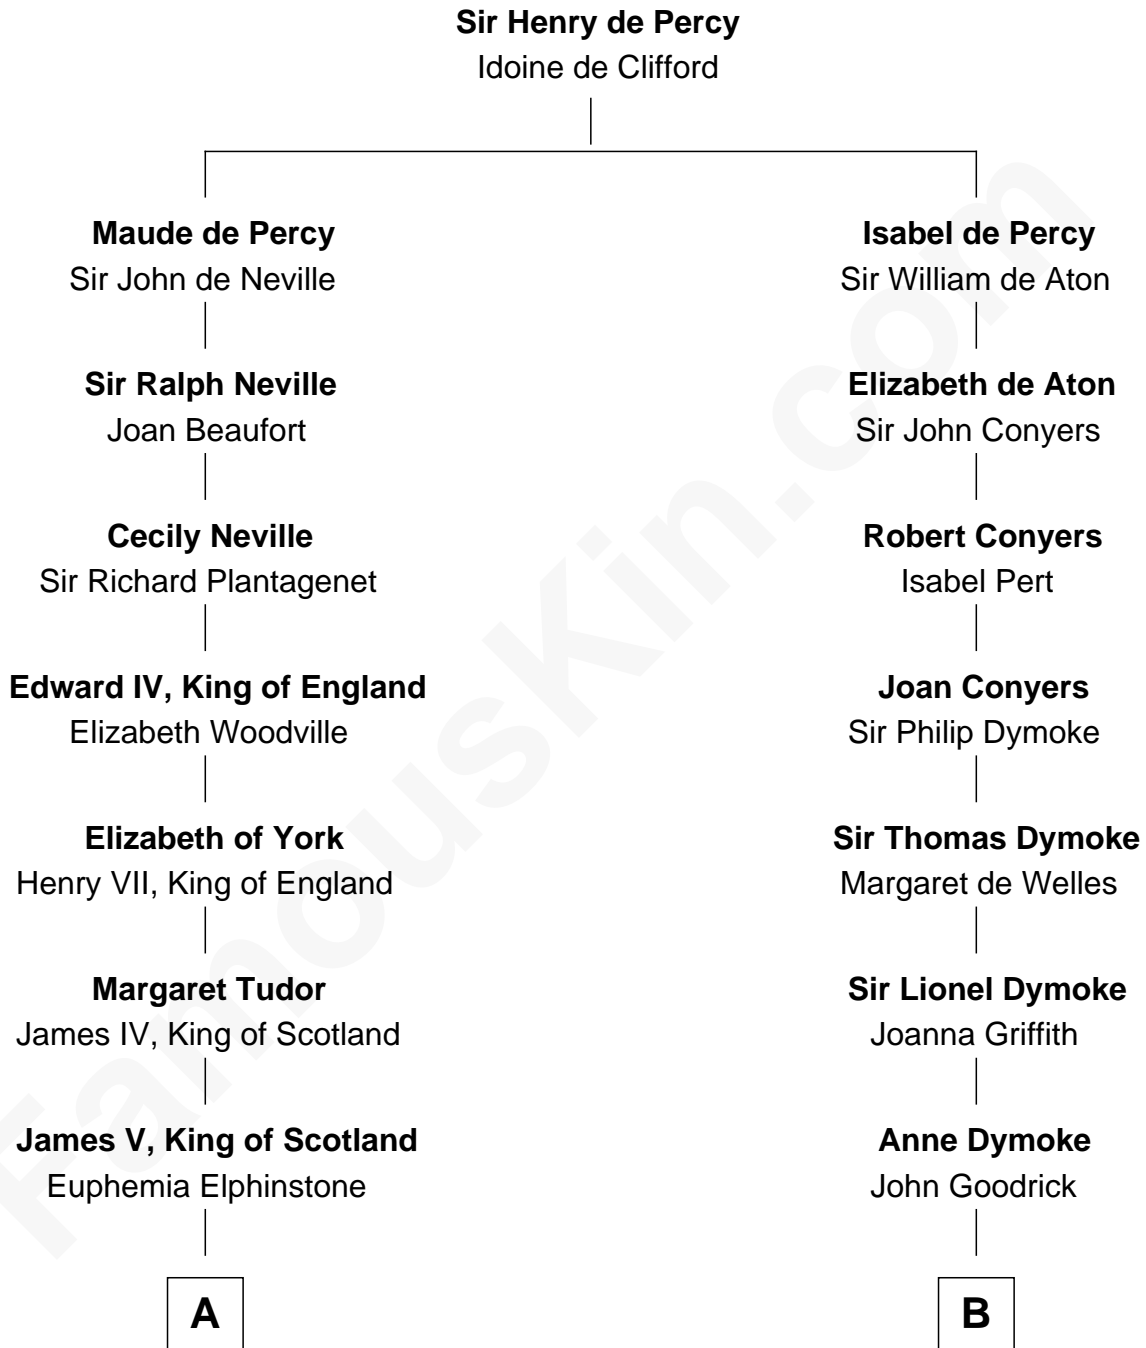 Sir Henry de Percy
Idoine de Clifford
Maude de Percy
Sir John de Neville
Isabel de Percy
Sir William de Aton
Sir Ralph Neville
Joan Beaufort
Elizabeth de Aton
Sir John Conyers
Cecily Neville
Sir Richard Plantagenet
Robert Conyers
Isabel Pert
Edward IV, King of England
Elizabeth Woodville
Joan Conyers
Sir Philip Dymoke
Elizabeth of York
Henry VII, King of England
Sir Thomas Dymoke
Margaret de Welles
Margaret Tudor
James IV, King of Scotland
Sir Lionel Dymoke
Joanna Griffith
James V, King of Scotland
Euphemia Elphinstone
Anne Dymoke
John Goodrick
A
B
FamousKin.com